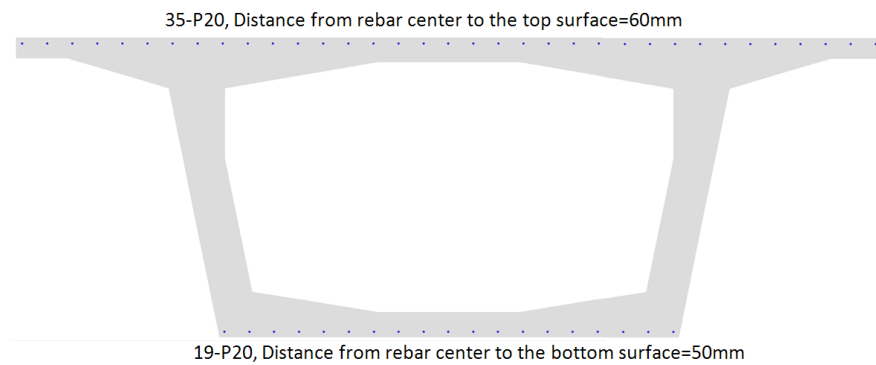 35-P20, Distance from rebar center to the top surface=60mm
19-P20, Distance from rebar center to the bottom surface=50mm